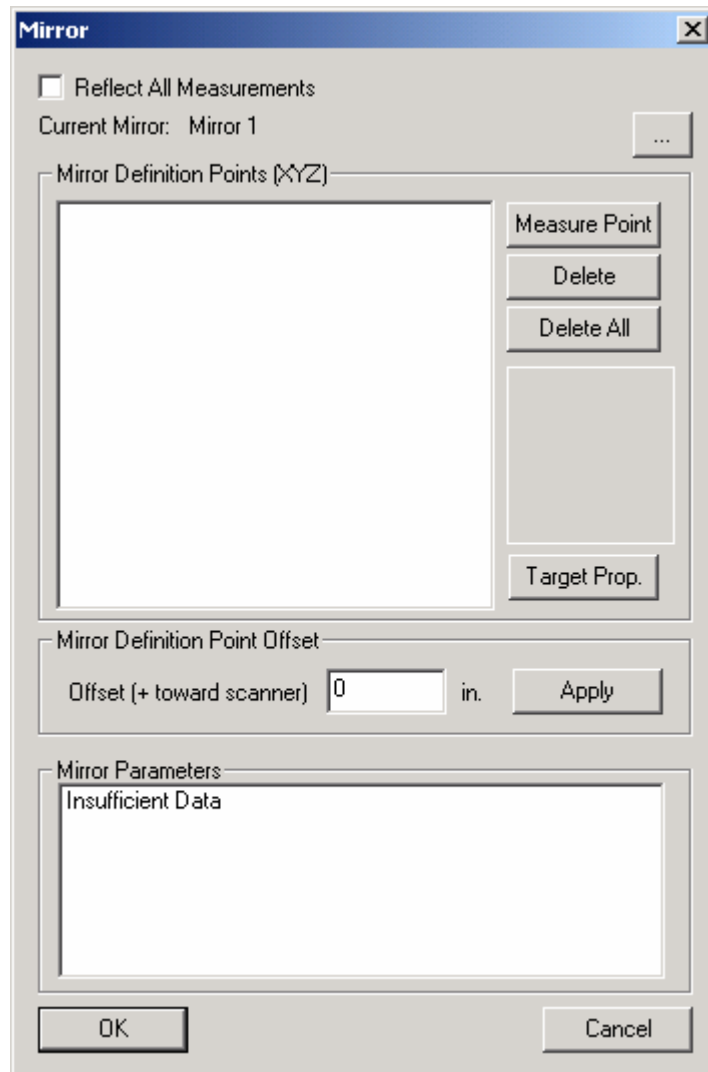 Mirror
Reflect All Measurements
Current Mirror: Mirror 1
...
Mirror Definition Points (XYZ)
Measure Point
Delete
Delete All
Target Prop.
Mirror Definition Point Offset
Offset (+ toward scanner) 0 in. Apply
Mirror Parameters
Insufficient Data
OK Cancel